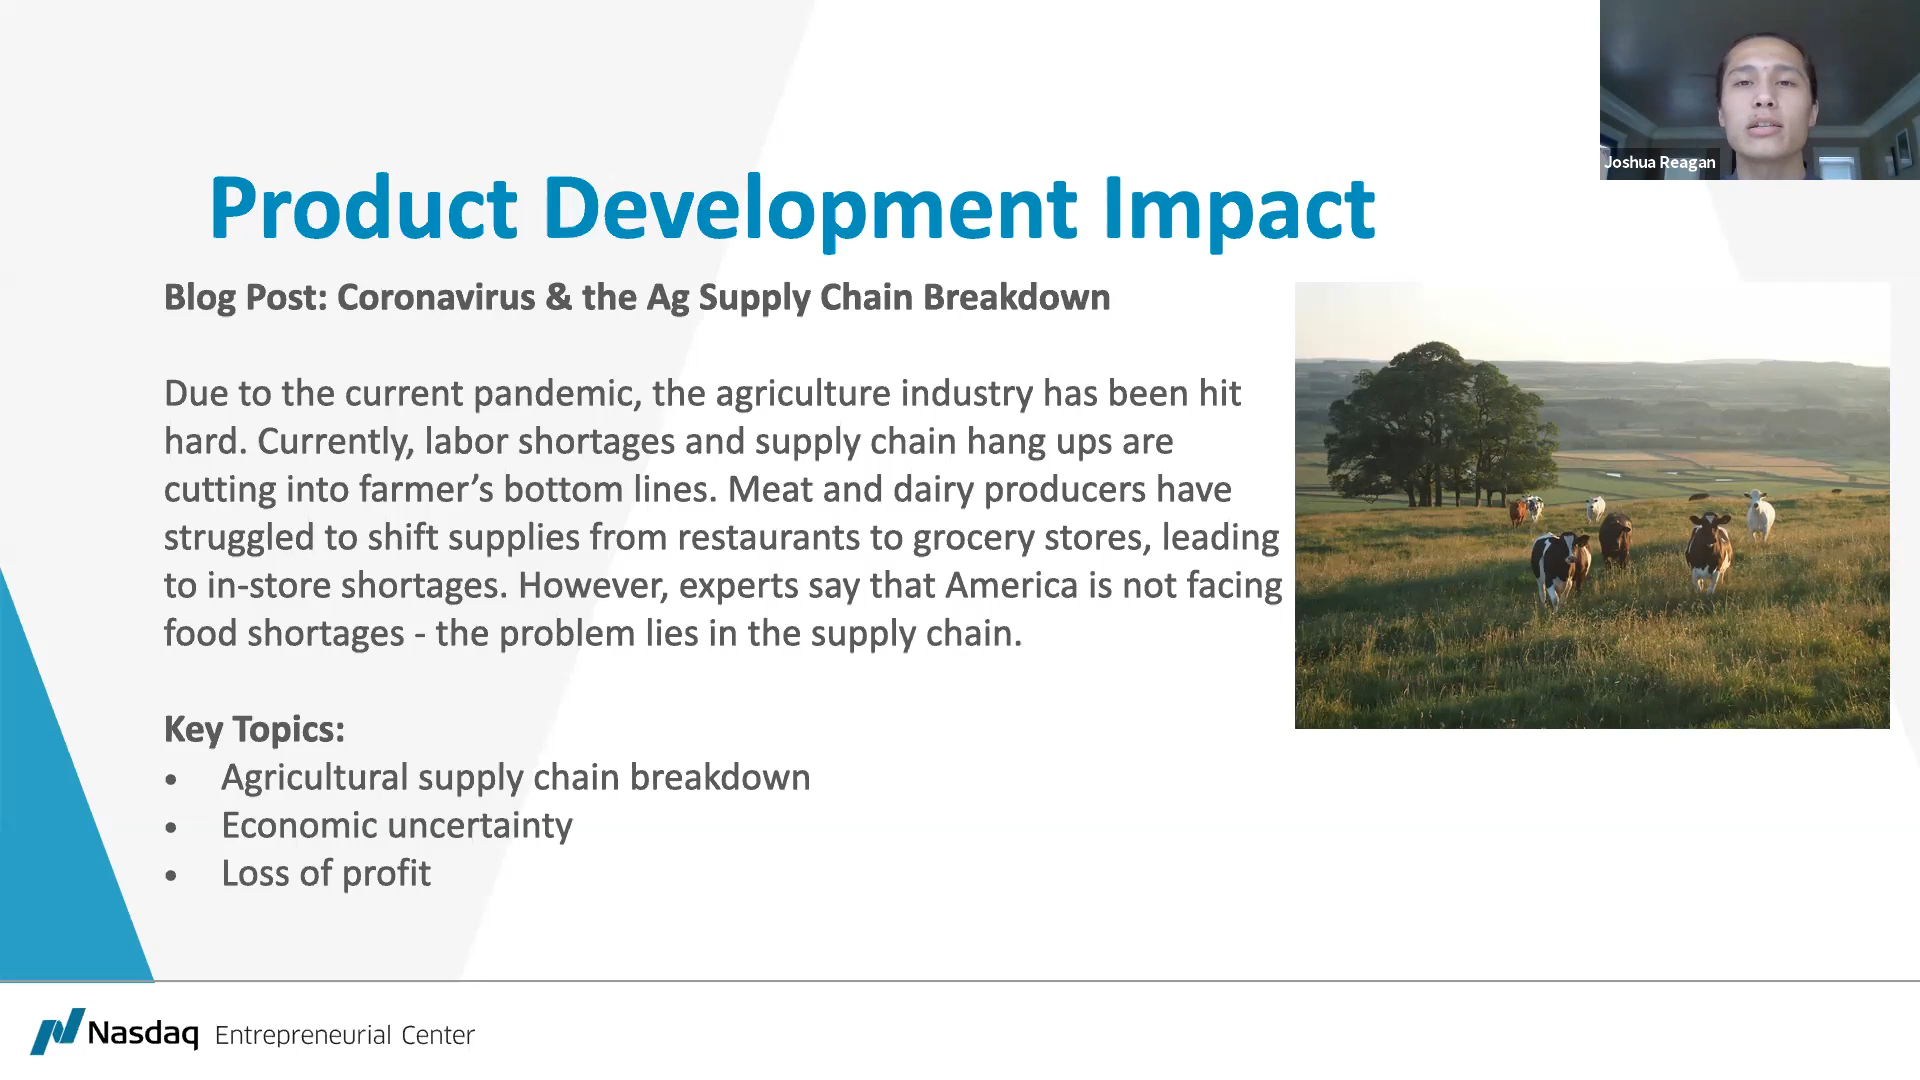 Joshua Reagan
Product Development Impact
Blog Post: Coronavirus & the Ag Supply Chain Breakdown
Due to the current pandemic, the agriculture industry has been hit
hard. Currently, labor shortages and supply chain hang ups are
cutting into farmer’s bottom lines. Meat and dairy producers have
struggled to shift supplies from restaurants to grocery stores, leading
to in-store shortages. However, experts say that America is not facing
food shortages - the problem lies in the supply chain.
Key Topics:
• Agricultural supply chain breakdown
• Economic uncertainty
• Loss of profit
Nasdaq Entrepreneurial Center